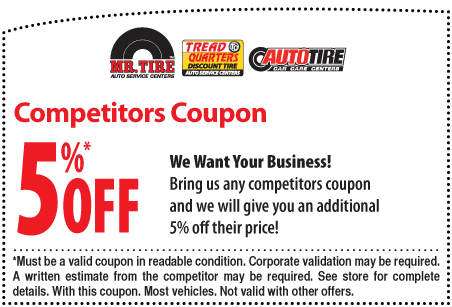 MR. TIRE
AUTO SERVICE CENTERS
TREAD
QUARTERS
DISCOUNT TIRE
AUTO SERVICE CENTERS
AUTOTIRE
CAR CARE CENTERS
Competitors Coupon
5%* OFF
We Want Your Business!
Bring us any competitors coupon
and we will give you an additional
5% off their price!
*Must be a valid coupon in readable condition. Corporate validation may be required.
A written estimate from the competitor may be required. See store for complete
details. With this coupon. Most vehicles. Not valid with other offers.